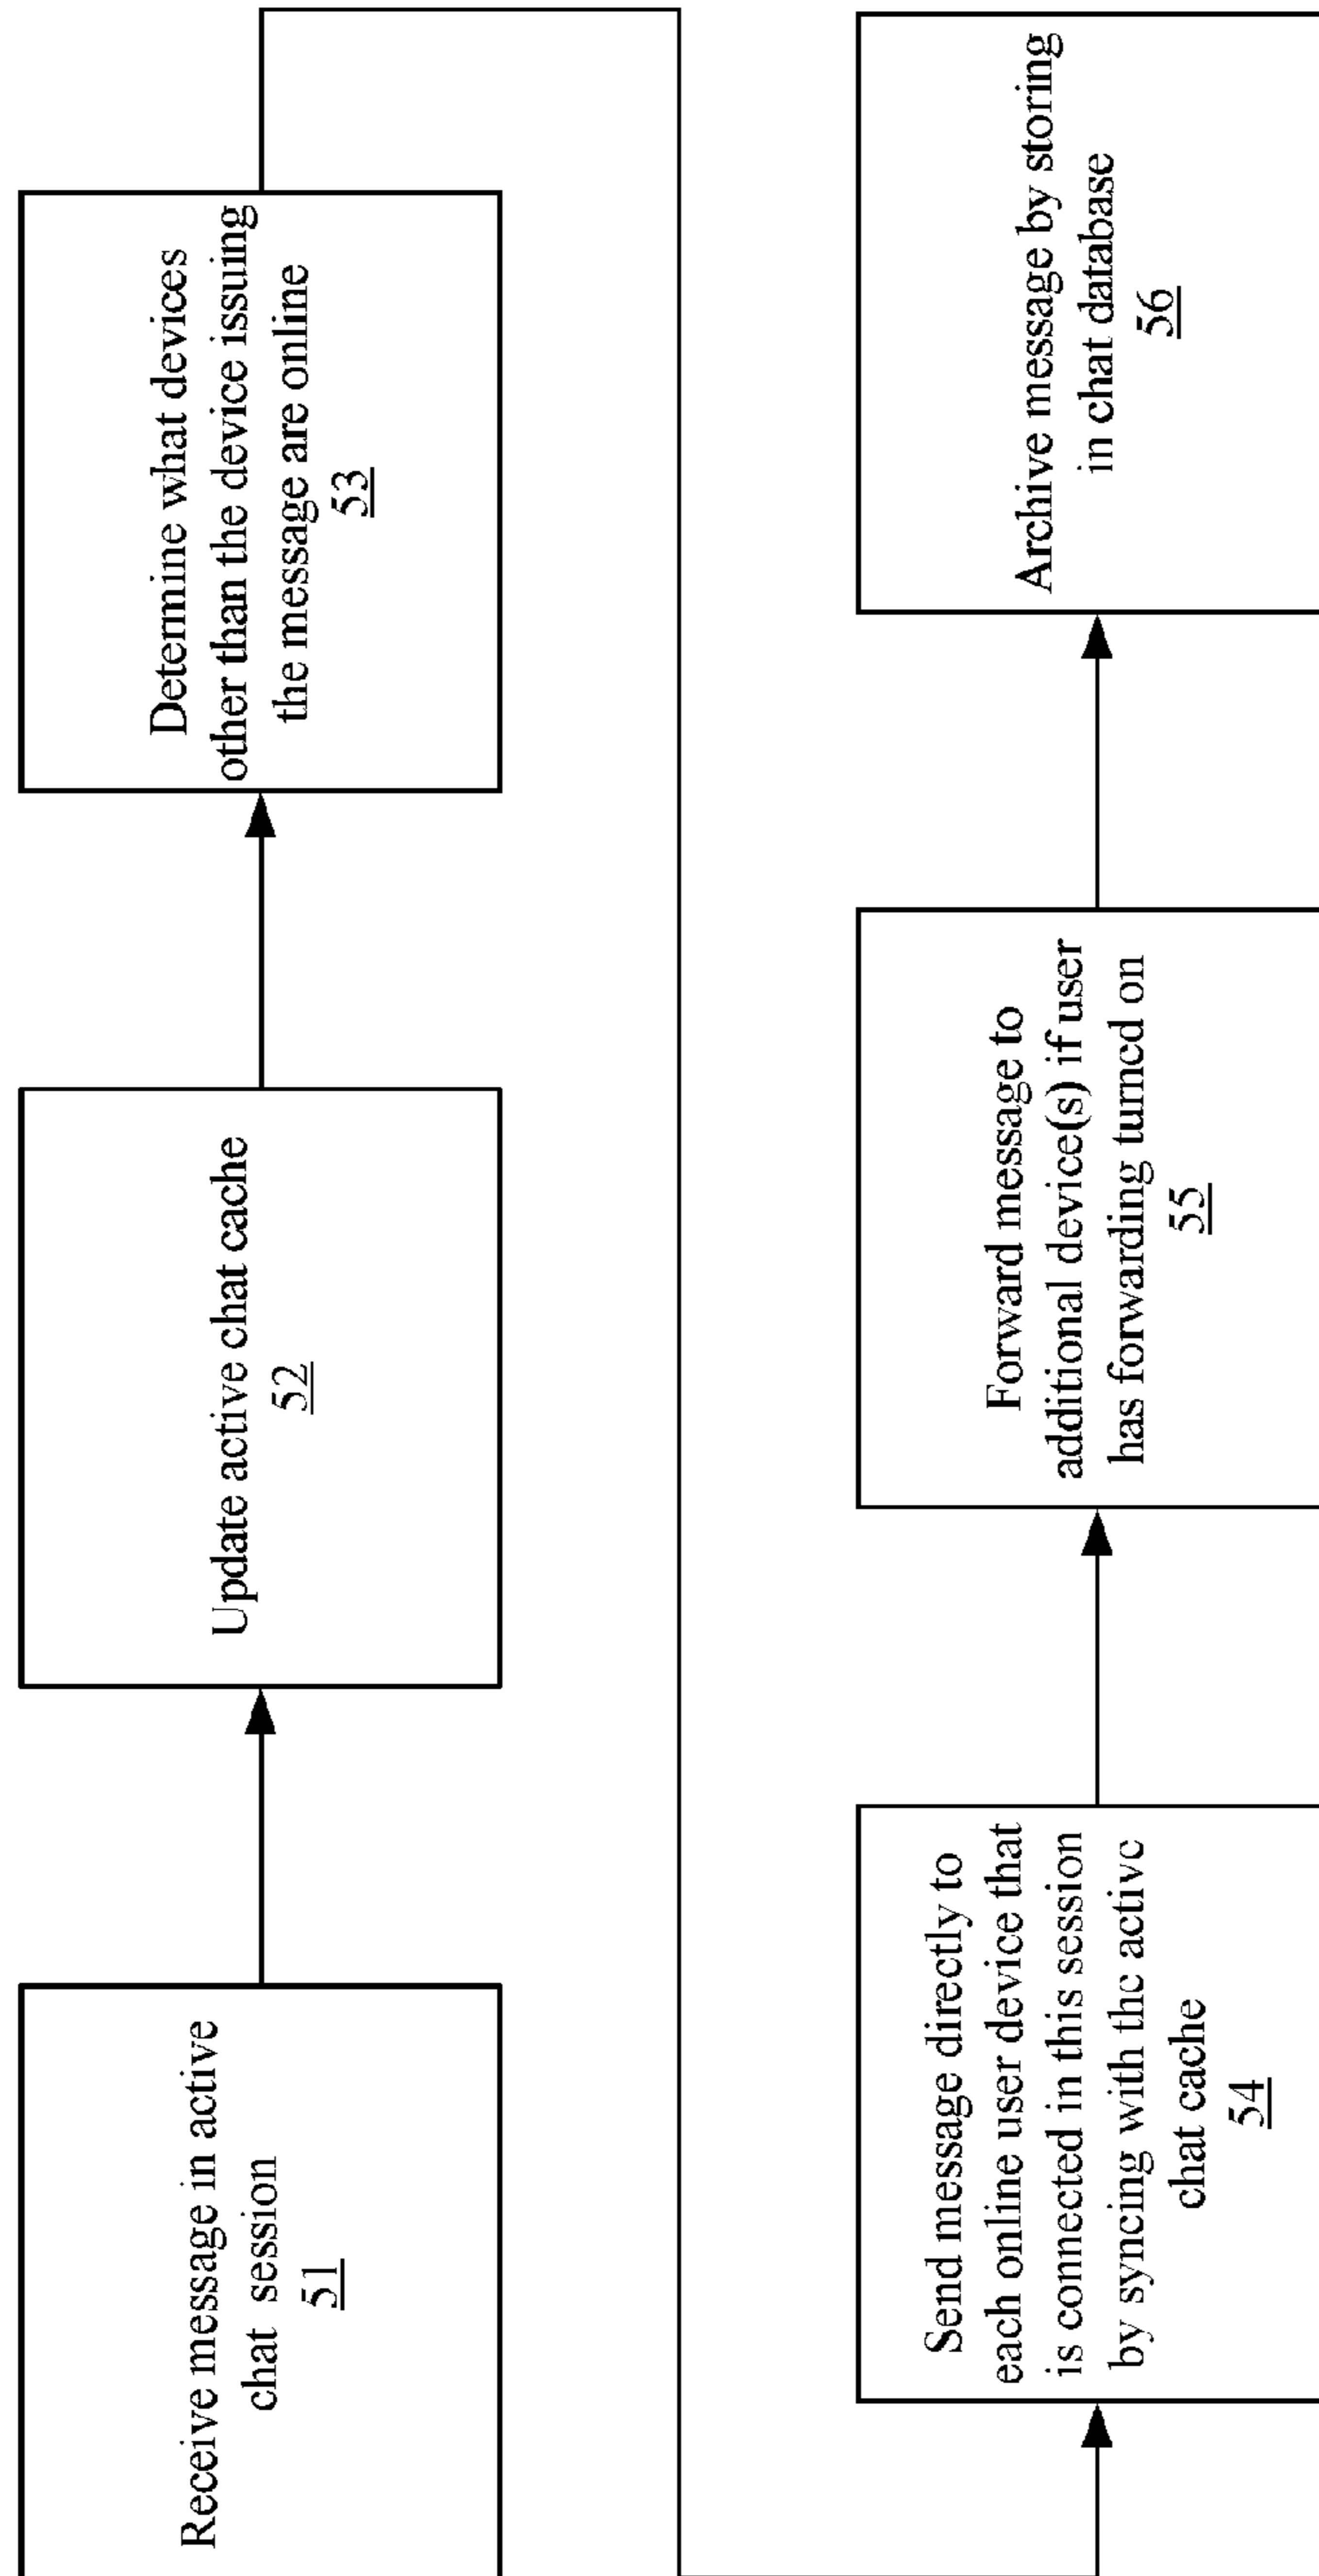 Receive message in active
chat session
51
Update active chat cache
52
Determine what devices
other than the device issuing
the message are online
53
Send message directly to
each online user device that
is connected in this session
by syncing with the active
chat cache
54
Forward message to
additional device(s) if user
has forwarding turned on
55
Archive message by storing
in chat database
56